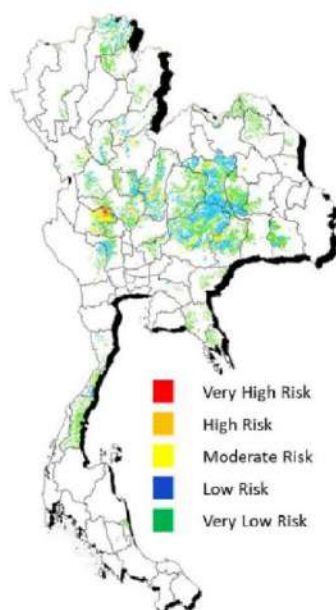 Very High Risk
High Risk
Moderate Risk
Low Risk
Very Low Risk